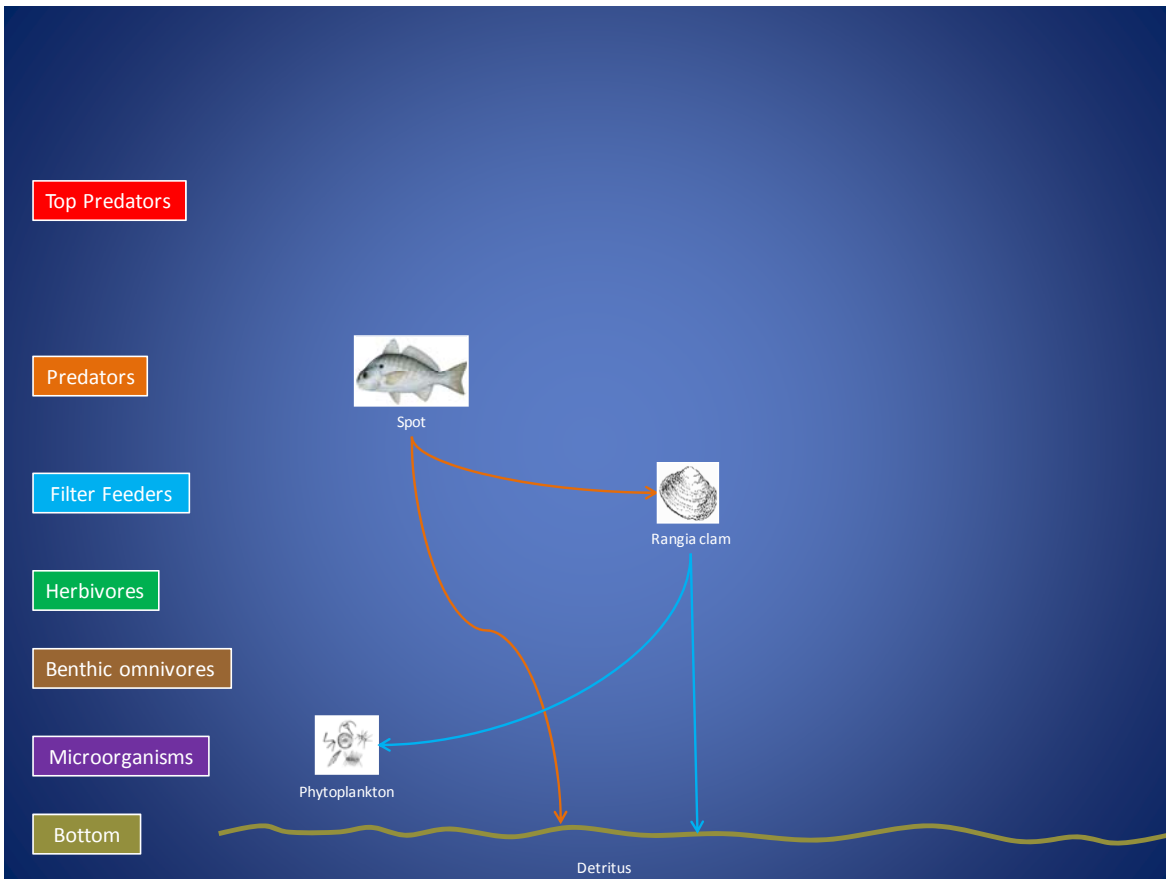 Top Predators
Predators
Spot
Filter Feeders
Rangia clam
Herbivores
Benthic omnivores
Microorganisms
Phytoplankton
Bottom
Detritus